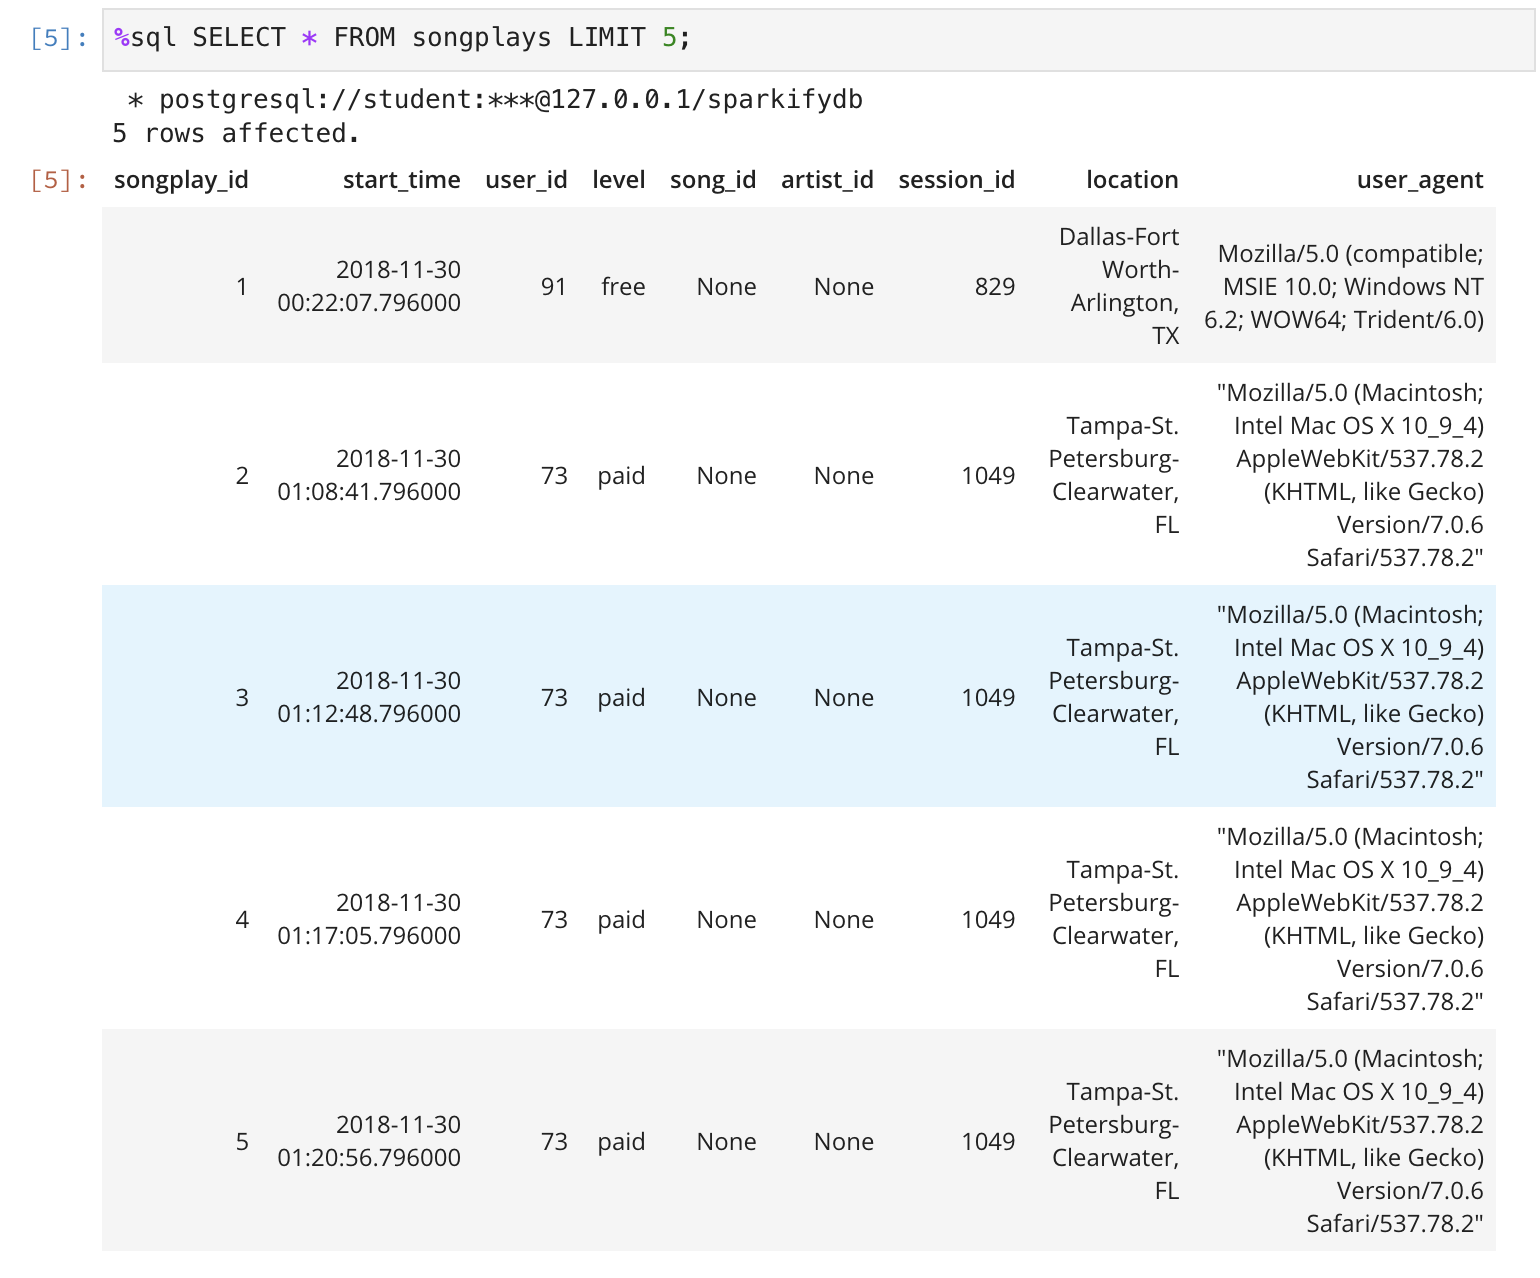 [5]: %sql SELECT * FROM songplays LIMIT 5;
* postgresql://student:***@127.0.0.1/sparkifydb
5 rows affected.
[5]: songplay_id start_time user_id level song_id artist_id session_id location user_agent
1 2018-11-30 00:22:07.796000 91 free None None 829 Dallas-Fort Worth-Arlington, TX Mozilla/5.0 (compatible; MSIE 10.0; Windows NT 6.2; WOW64; Trident/6.0)
2 2018-11-30 01:08:41.796000 73 paid None None 1049 Tampa-St. Petersburg-Clearwater, FL "Mozilla/5.0 (Macintosh; Intel Mac OS X 10_9_4) AppleWebKit/537.78.2 (KHTML, like Gecko) Version/7.0.6 Safari/537.78.2"
3 2018-11-30 01:12:48.796000 73 paid None None 1049 Tampa-St. Petersburg-Clearwater, FL "Mozilla/5.0 (Macintosh; Intel Mac OS X 10_9_4) AppleWebKit/537.78.2 (KHTML, like Gecko) Version/7.0.6 Safari/537.78.2"
4 2018-11-30 01:17:05.796000 73 paid None None 1049 Tampa-St. Petersburg-Clearwater, FL "Mozilla/5.0 (Macintosh; Intel Mac OS X 10_9_4) AppleWebKit/537.78.2 (KHTML, like Gecko) Version/7.0.6 Safari/537.78.2"
5 2018-11-30 01:20:56.796000 73 paid None None 1049 Tampa-St. Petersburg-Clearwater, FL "Mozilla/5.0 (Macintosh; Intel Mac OS X 10_9_4) AppleWebKit/537.78.2 (KHTML, like Gecko) Version/7.0.6 Safari/537.78.2"